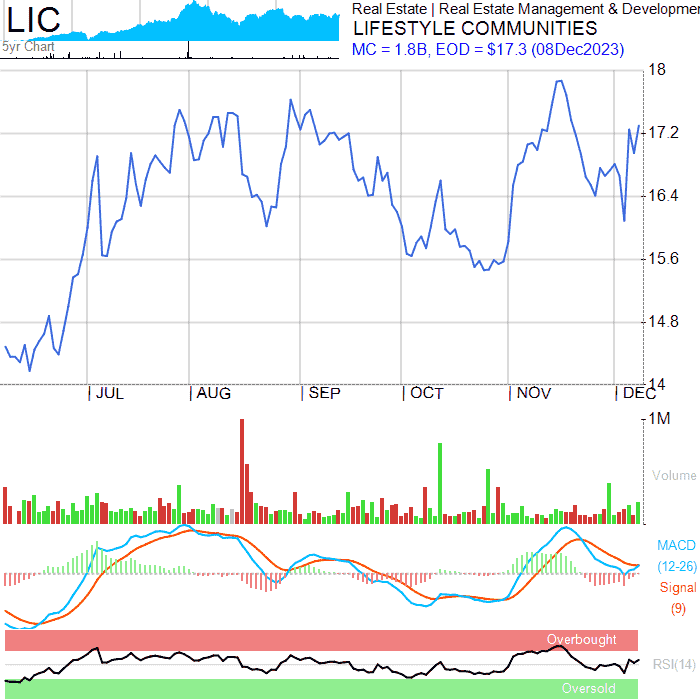 LIC
5yr Chart
Real Estate | Real Estate Management & Developmer
LIFESTYLE COMMUNITIES
MC = 1.8B, EOD = $17.3 (08Dec2023)
18
17.2
16.4
15.6
14.8
14
JUL AUG SEP OCT NOV DEC
1M
Volume
MACD
(12-26)
Signal
(9)
Overbought
RSI(14)
Oversold